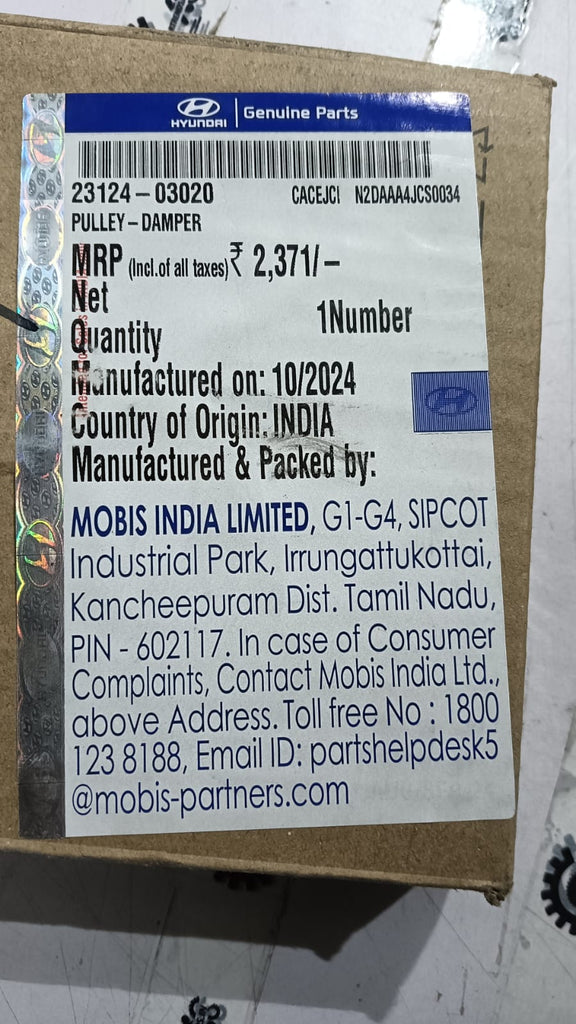 HYUNDAI | Genuine Parts
23124-03020 CACEJCI N2DAAA4JCS0034
PULLEY-DAMPER
MRP (Incl.of all taxes) ₹ 2,371/-
Net
Quantity 1Number
Manufactured on: 10/2024
Country of Origin: INDIA
Manufactured & Packed by:
MOBIS INDIA LIMITED, G1-G4, SIPCOT
Industrial Park, Irrungattukottai,
Kancheepuram Dist. Tamil Nadu,
PIN - 602117. In case of Consumer
Complaints, Contact Mobis India Ltd.,
above Address. Toll free No : 1800
123 8188, Email ID: partshelpdesk5
@mobis-partners.com